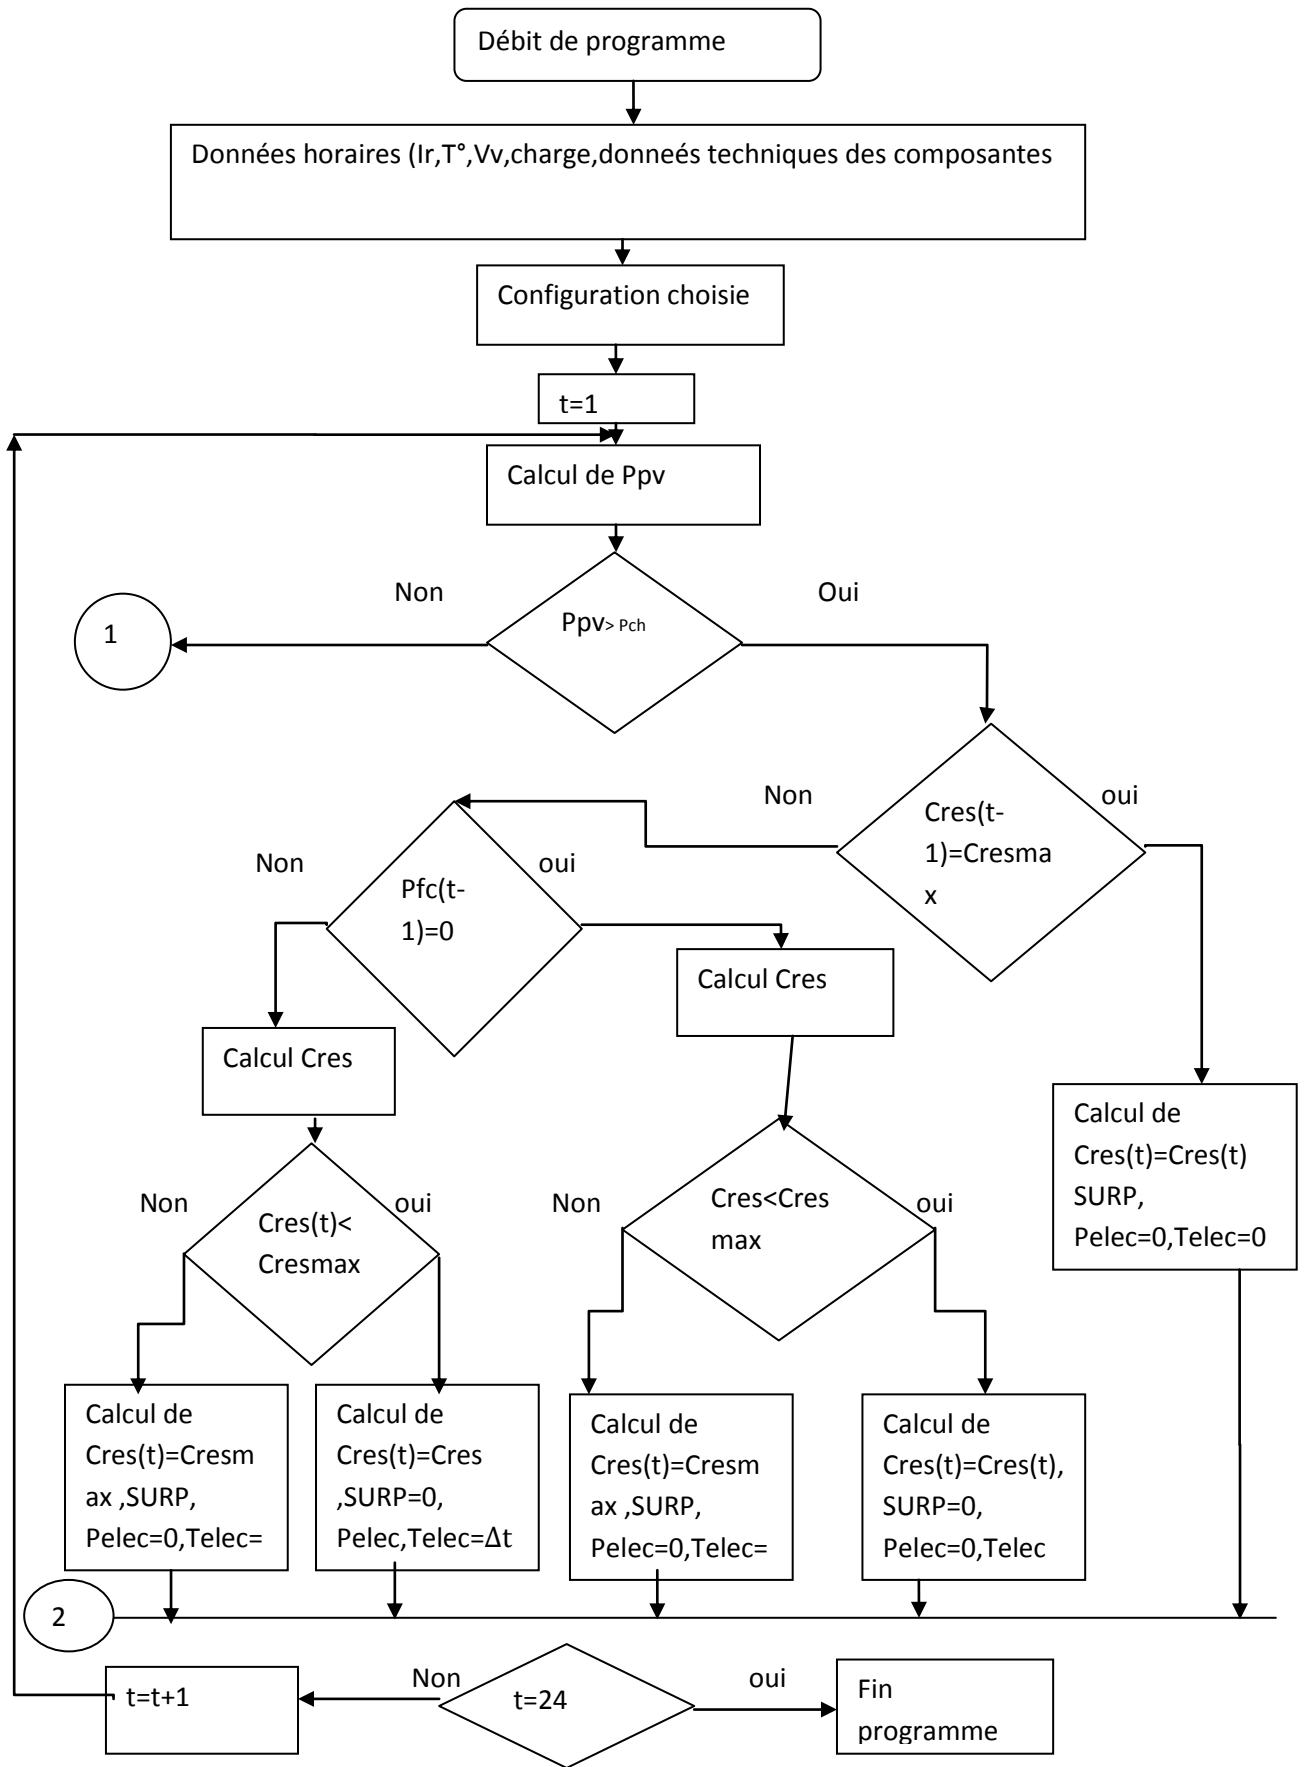 Débit de programme
Données horaires (Ir,T°,Vv,charge,donneés techniques des composantes
Configuration choisie
t=1
Calcul de Ppv
Non
Oui
1
Ppv> Pch
Non
oui
Cres(t-
1)=Cresma
x
Non
oui
Pfc(t-
1)=0
Calcul Cres
Calcul Cres
Calcul de
Cres(t)=Cres(t)
SURP,
Pelec=0,Telec=0
Non
oui
Cres(t)<
Cresmax
Non
oui
Cres<Cres
max
Calcul de
Cres(t)=Cresm
ax ,SURP,
Pelec=0,Telec=
Calcul de
Cres(t)=Cres
,SURP=0,
Pelec,Telec=Δt
Calcul de
Cres(t)=Cresm
ax ,SURP,
Pelec=0,Telec=
Calcul de
Cres(t)=Cres(t),
SURP=0,
Pelec=0,Telec
2
t=t+1
Non
t=24
oui
Fin
programme